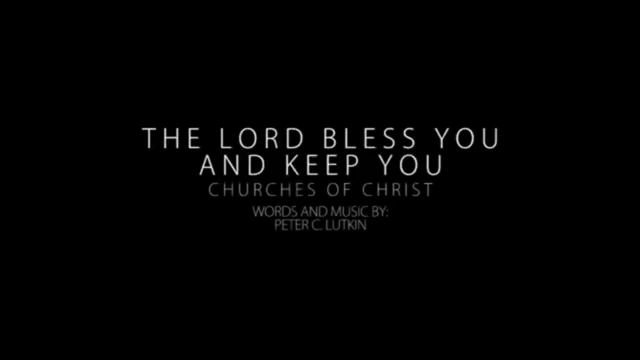 THE LORD BLESS YOU
AND KEEP YOU
CHURCHES OF CHRIST
WORDS AND MUSIC BY:
PETER C. LUTKIN